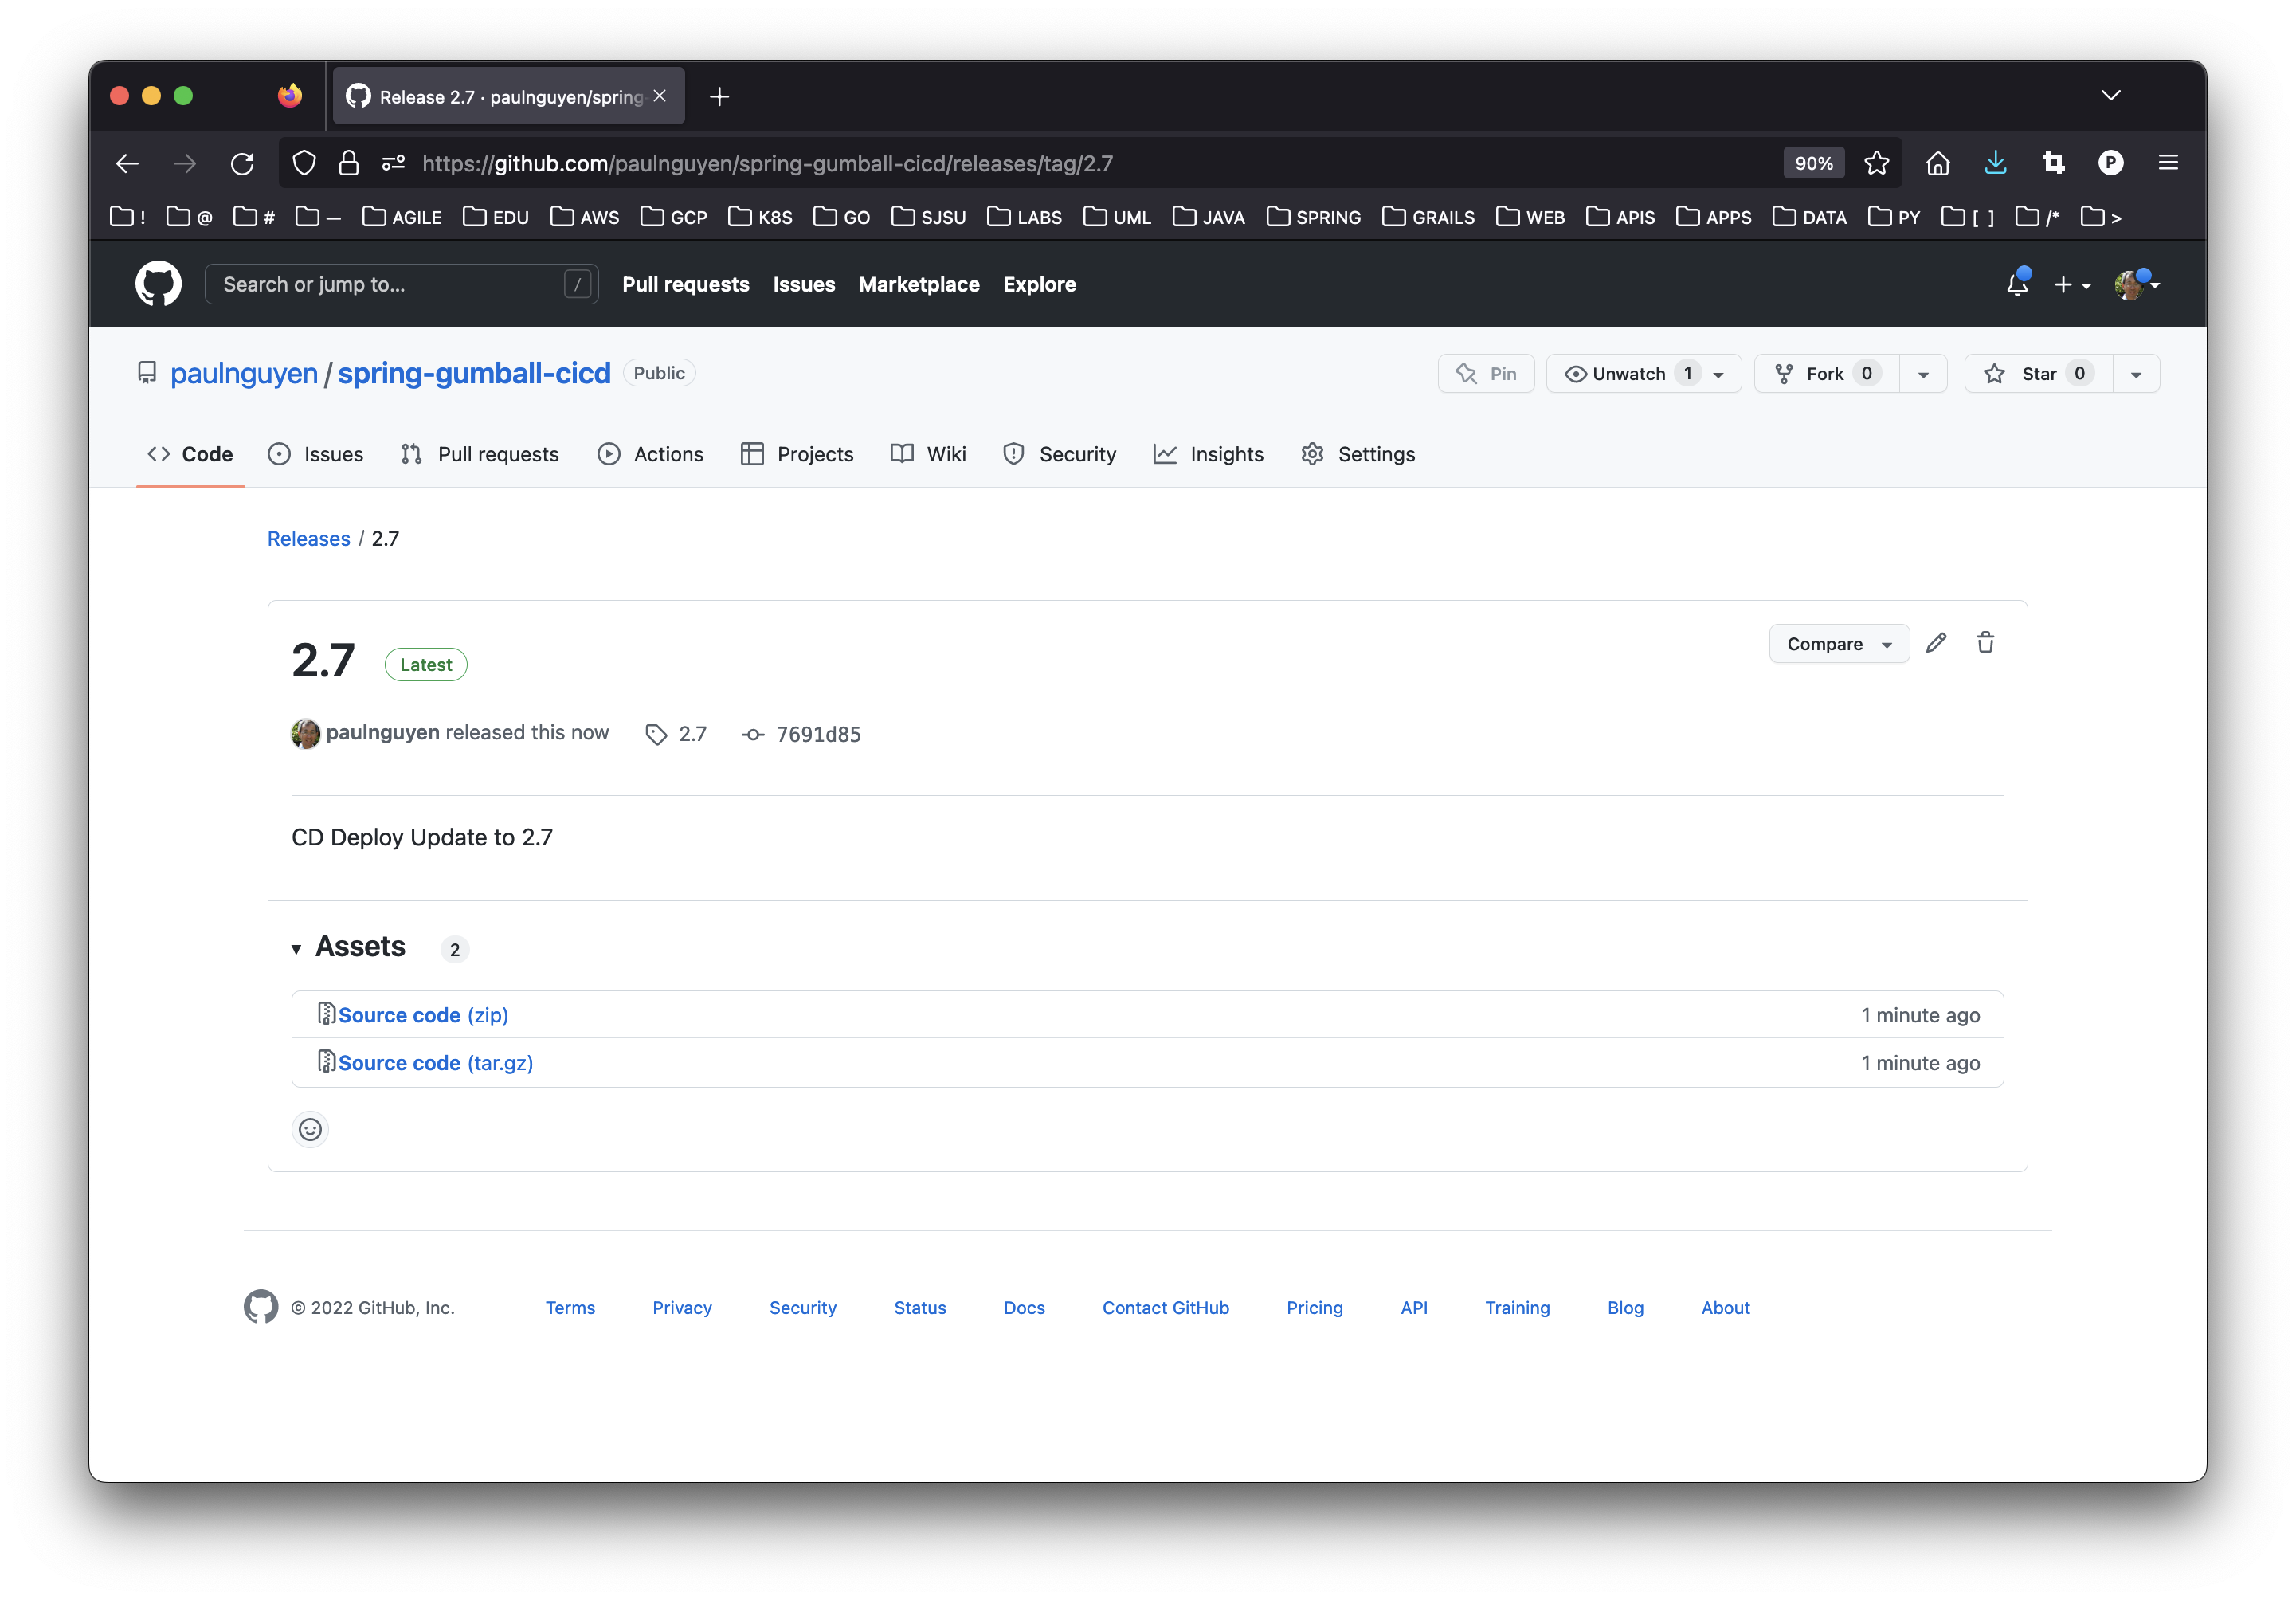 Release 2.7 · paulnguyen/spring-
https://github.com/paulnguyen/spring-gumball-cicd/releases/tag/2.7
90%
P
! @ # — AGILE EDU AWS GCP K8S GO SJSU LABS UML JAVA SPRING GRAILS WEB APIS APPS DATA PY [ ] /* >
Search or jump to... / Pull requests Issues Marketplace Explore
paulnguyen / spring-gumball-cicd Public Pin Unwatch 1 Fork 0 Star 0
Code Issues Pull requests Actions Projects Wiki Security Insights Settings
Releases / 2.7
2.7 Latest Compare
paulnguyen released this now 2.7 7691d85
CD Deploy Update to 2.7
Assets 2
Source code (zip) 1 minute ago
Source code (tar.gz) 1 minute ago
© 2022 GitHub, Inc. Terms Privacy Security Status Docs Contact GitHub Pricing API Training Blog About